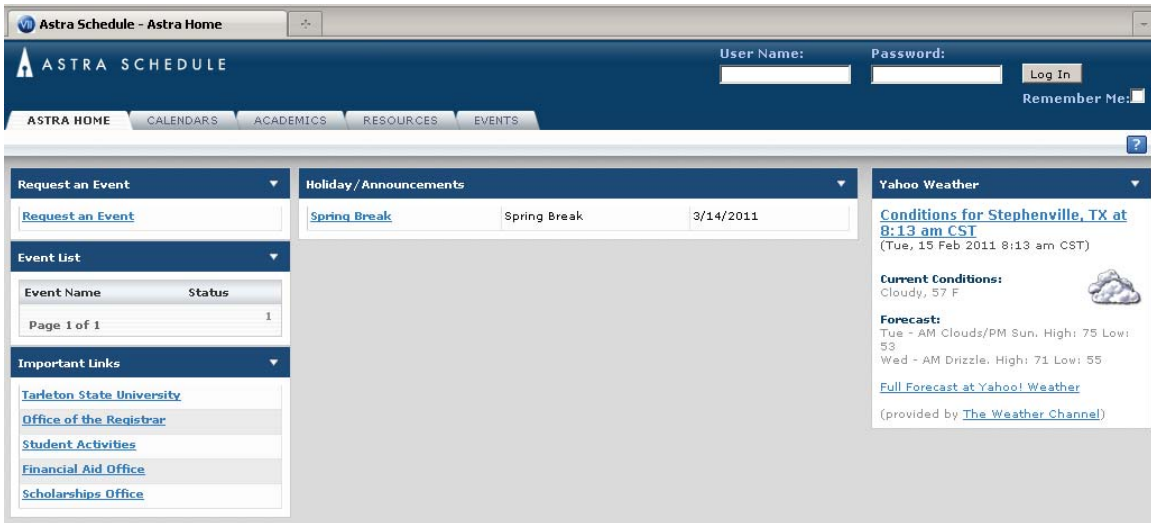 Astra Schedule - Astra Home
ASTRA SCHEDULE
User Name:
Password:
Log In
Remember Me:
ASTRA HOME
CALENDARS
ACADEMICS
RESOURCES
EVENTS
?
Request an Event
Request an Event
Event List
Event Name Status
1
Page 1 of 1
Important Links
Tarleton State University
Office of the Registrar
Student Activities
Financial Aid Office
Scholarships Office
Holiday/Announcements
Spring Break Spring Break 3/14/2011
Yahoo Weather
Conditions for Stephenville, TX at
8:13 am CST
(Tue, 15 Feb 2011 8:13 am CST)
Current Conditions:
Cloudy, 57 F
Forecast:
Tue - AM Clouds/PM Sun. High: 75 Low:
53
Wed - AM Drizzle. High: 71 Low: 55
Full Forecast at Yahoo! Weather
(provided by The Weather Channel)